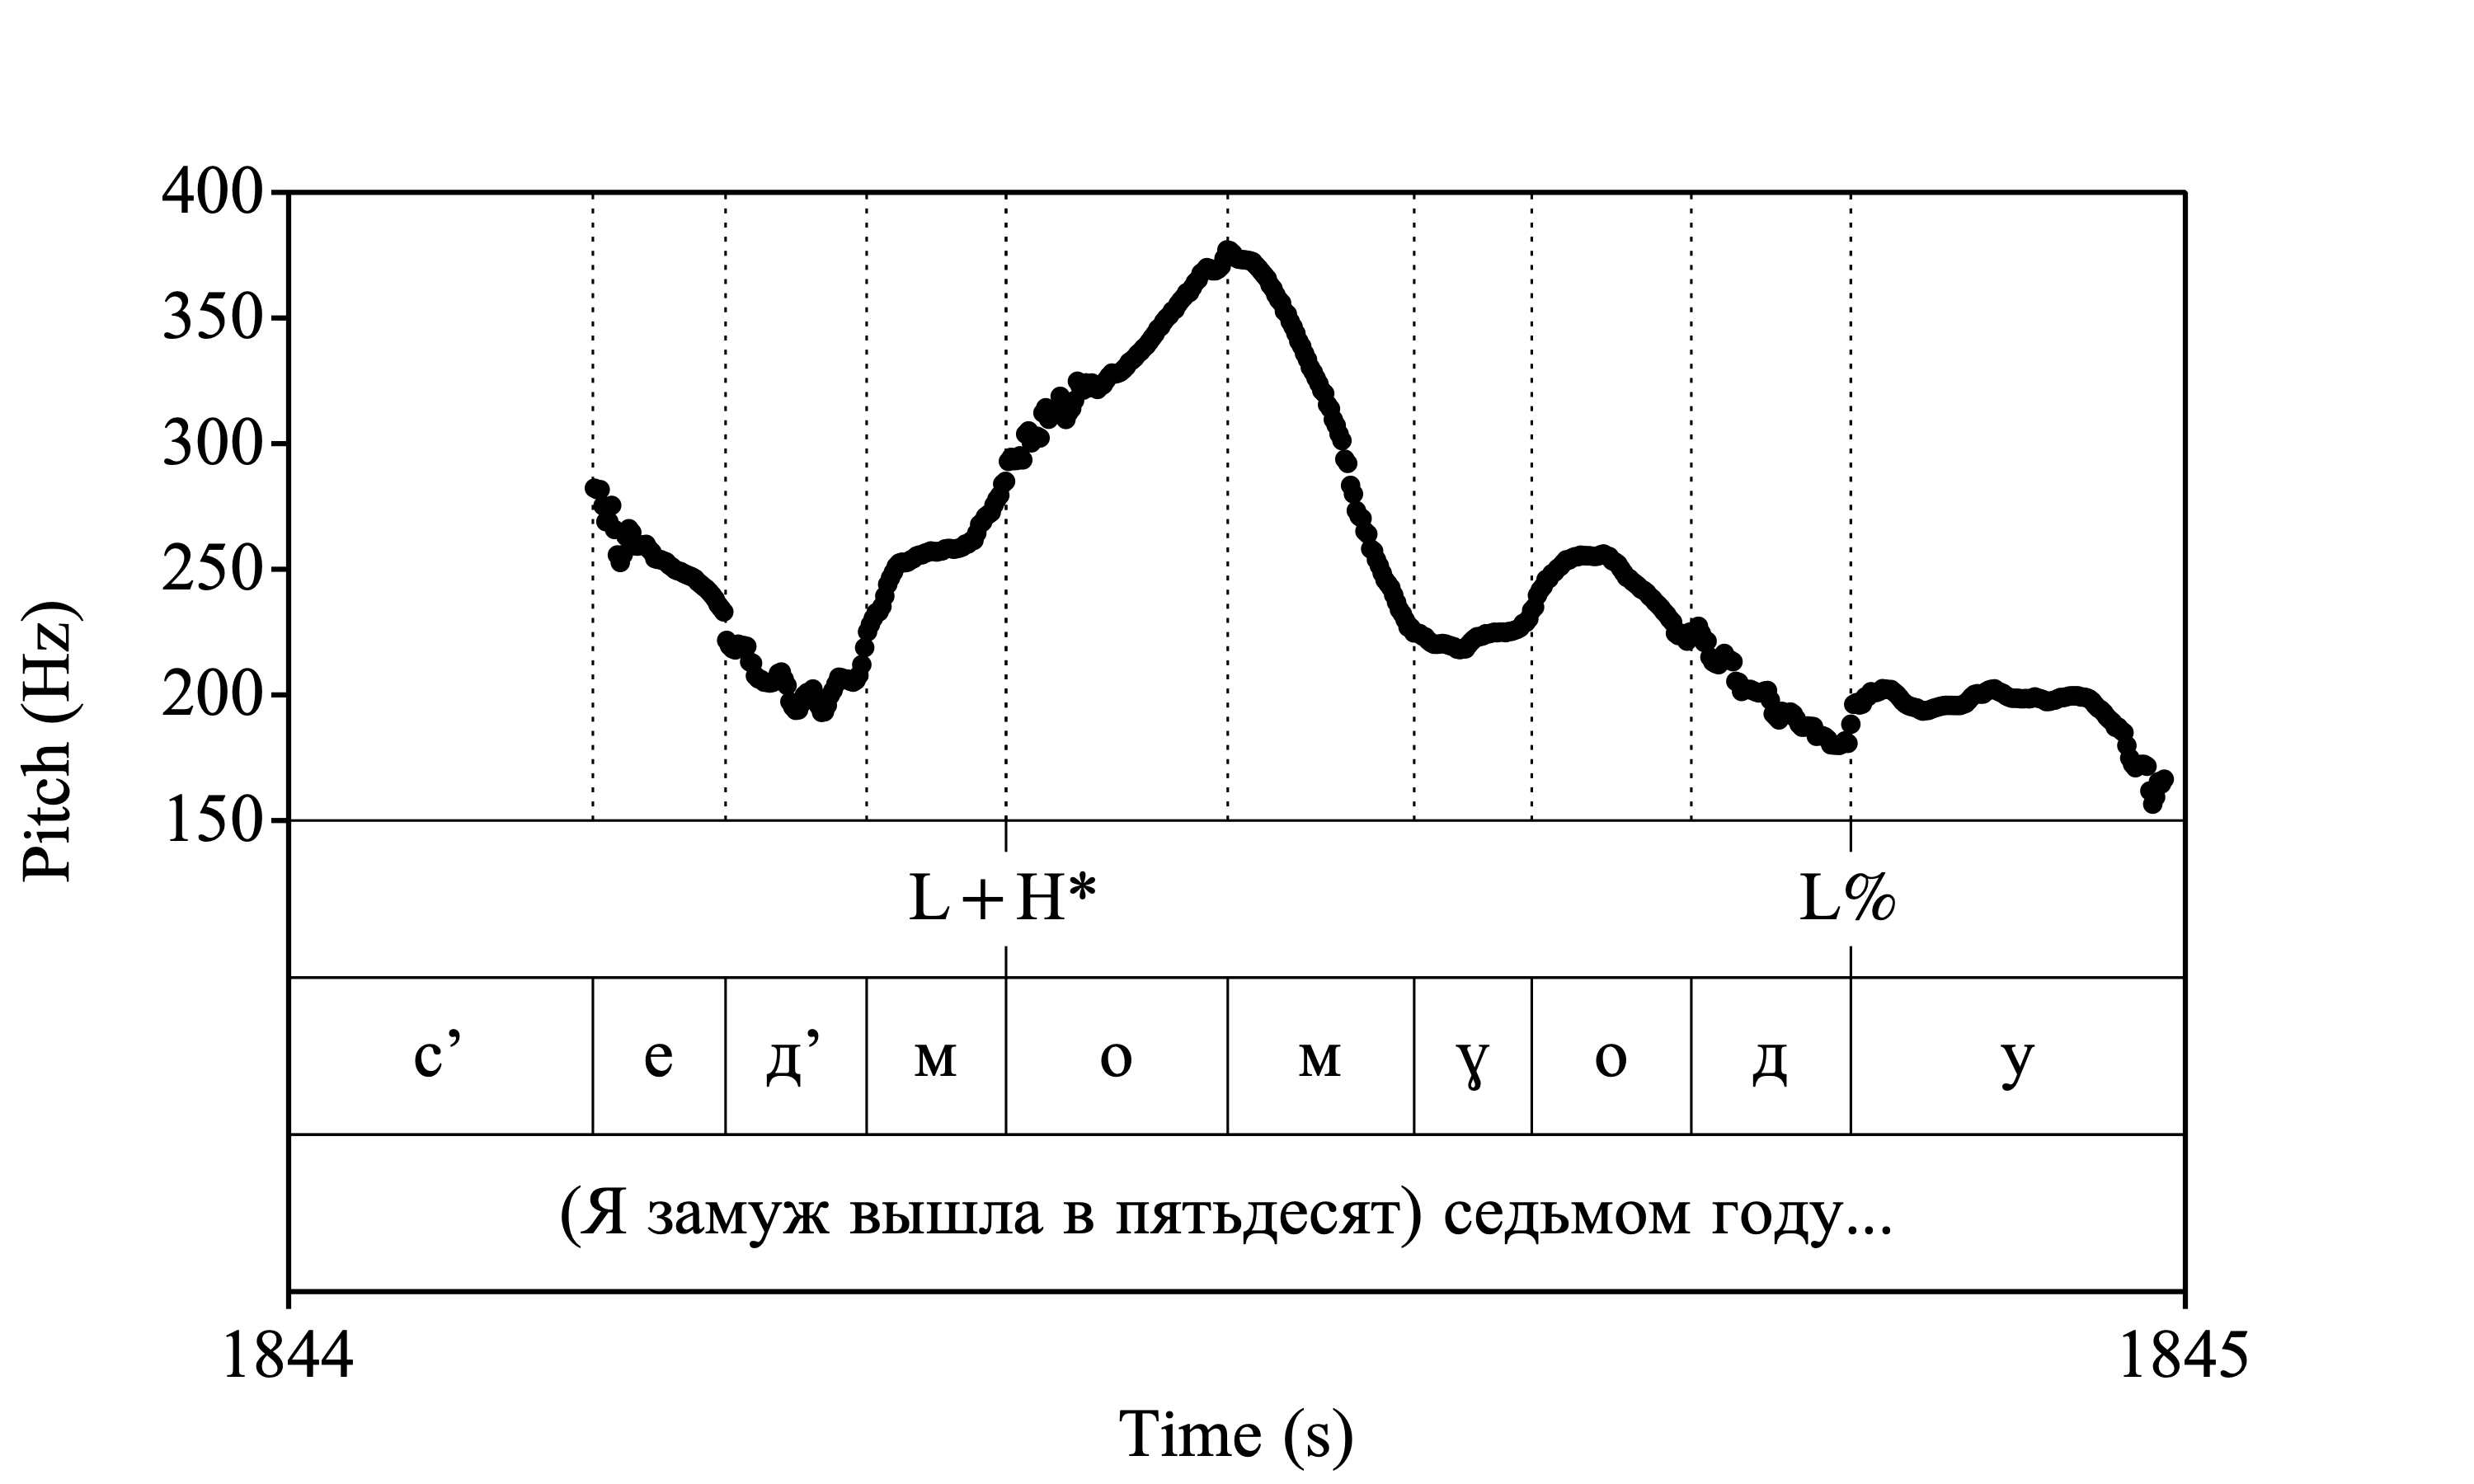 400
350
300
250
200
150
Pitch (Hz)
L+H* L%
с’ е д’ м о м ɣ о д у
(Я замуж вышла в пятьдесят) седьмом году...
1844 1845
Time (s)